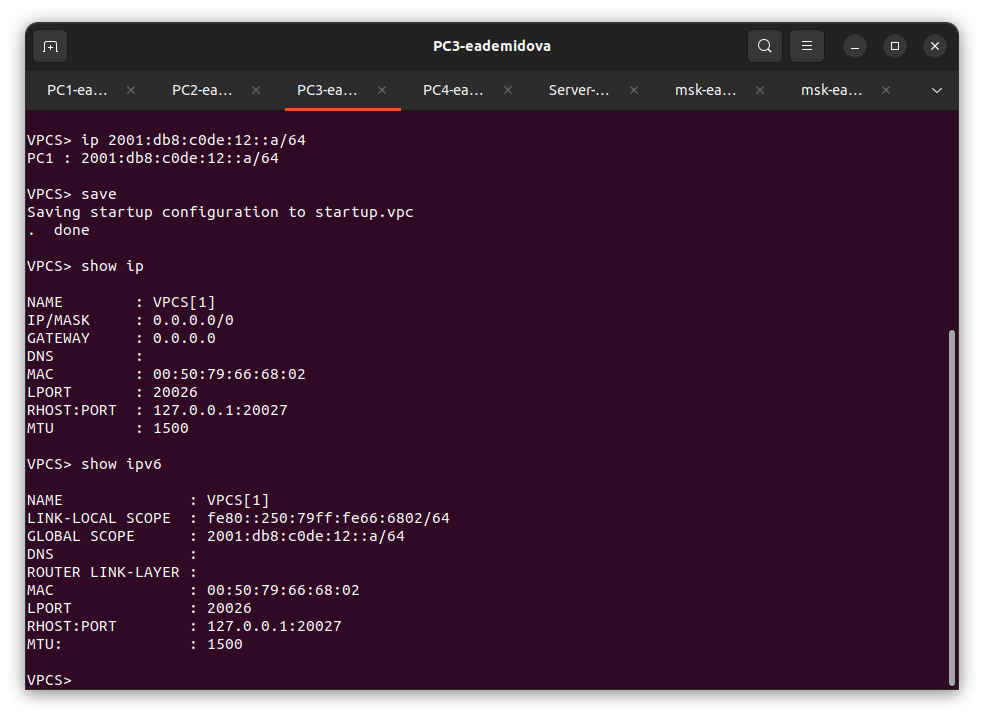 PC3-eademidova
PC1-ea... PC2-ea... PC3-ea... PC4-ea... Server-... msk-ea... msk-ea...
VPCS> ip 2001:db8:c0de:12::a/64
PC1 : 2001:db8:c0de:12::a/64
VPCS> save
Saving startup configuration to startup.vpc
.  done
VPCS> show ip
NAME        : VPCS[1]
IP/MASK     : 0.0.0.0/0
GATEWAY     : 0.0.0.0
DNS         :
MAC         : 00:50:79:66:68:02
LPORT       : 20026
RHOST:PORT  : 127.0.0.1:20027
MTU         : 1500
VPCS> show ipv6
NAME              : VPCS[1]
LINK-LOCAL SCOPE  : fe80::250:79ff:fe66:6802/64
GLOBAL SCOPE      : 2001:db8:c0de:12::a/64
DNS               :
ROUTER LINK-LAYER :
MAC               : 00:50:79:66:68:02
LPORT             : 20026
RHOST:PORT        : 127.0.0.1:20027
MTU:              : 1500
VPCS>